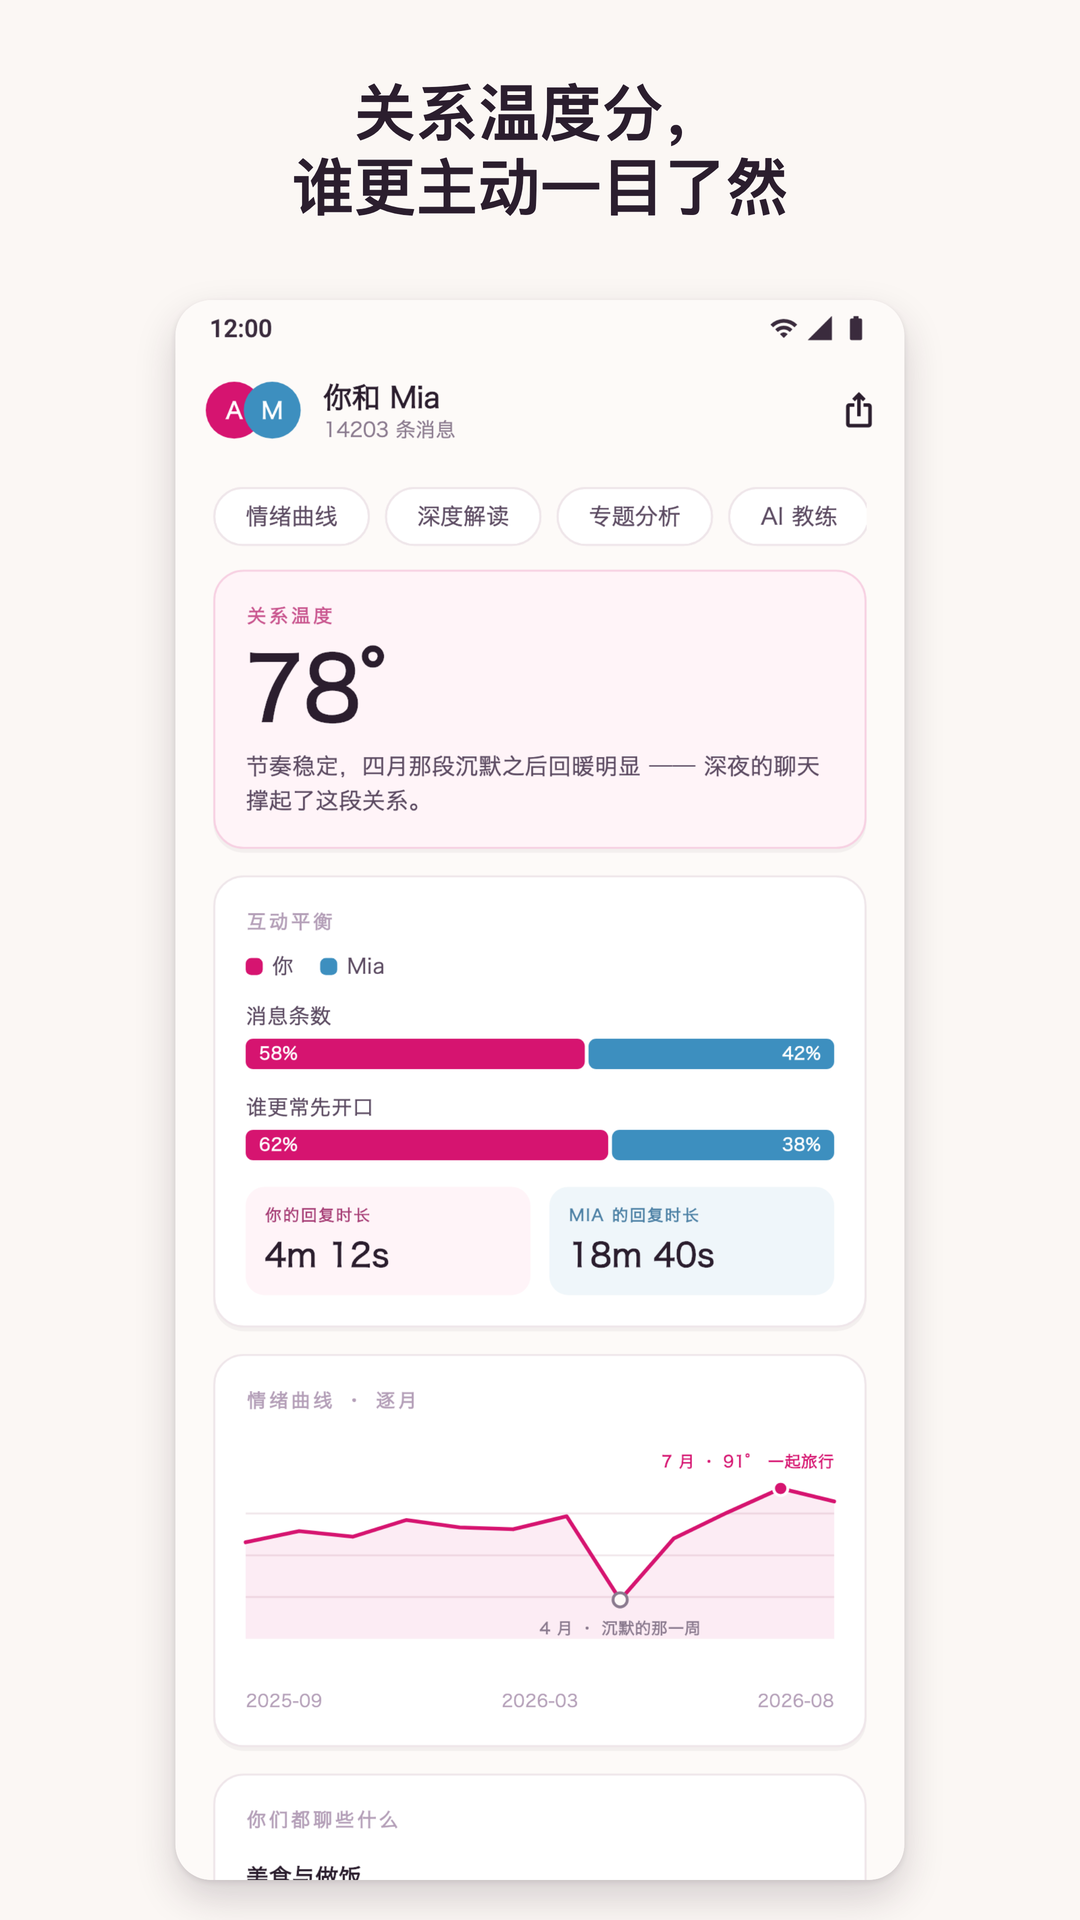 关系温度分，
谁更主动一目了然
12:00
A M 你和 Mia
14203 条消息
情绪曲线 深度解读 专题分析 AI 教练
关系温度
78°
节奏稳定，四月那段沉默之后回暖明显 —— 深夜的聊天
撑起了这段关系。
互动平衡
你 Mia
消息条数
58% 42%
谁更常先开口
62% 38%
你的回复时长 MIA 的回复时长
4m 12s 18m 40s
情绪曲线 · 逐月
7 月 · 91° 一起旅行
4 月 · 沉默的那一周
2025-09 2026-03 2026-08
你们都聊些什么
美食与做饭